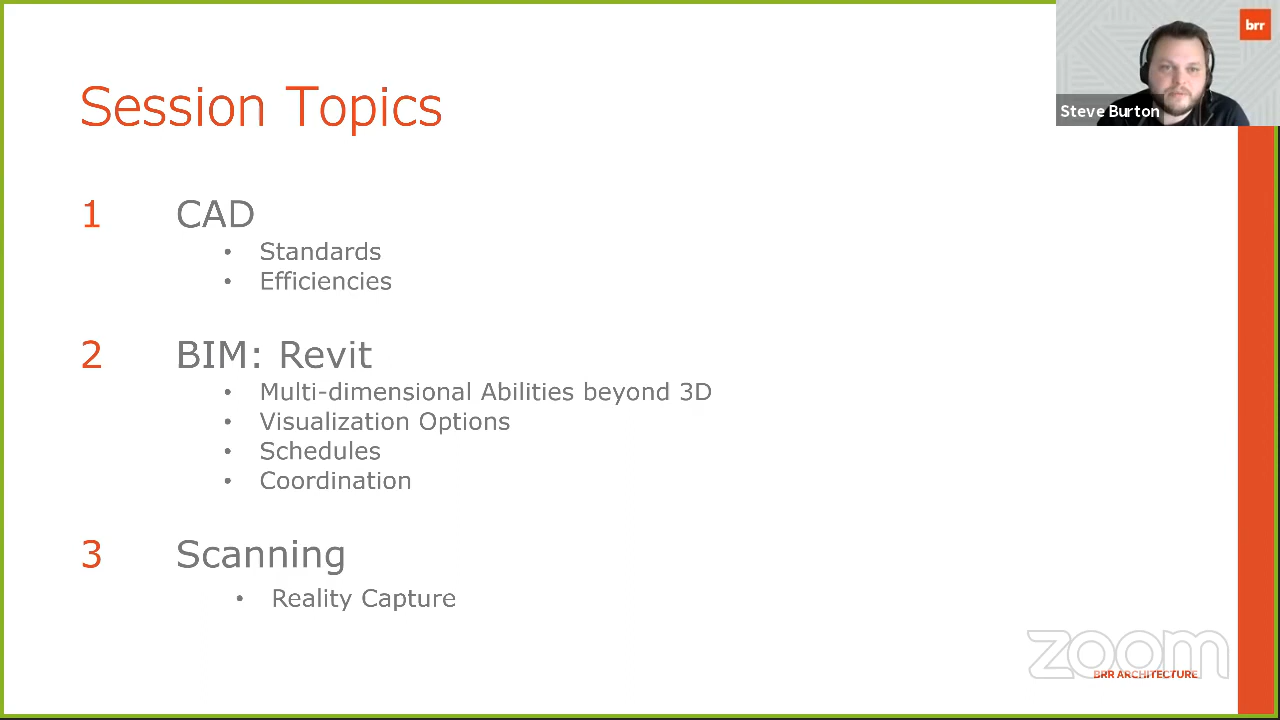 Session Topics
brr
Steve Burton
1 CAD
• Standards
• Efficiencies
2 BIM: Revit
• Multi-dimensional Abilities beyond 3D
• Visualization Options
• Schedules
• Coordination
3 Scanning
• Reality Capture
zoom
BRR ARCHITECTURE